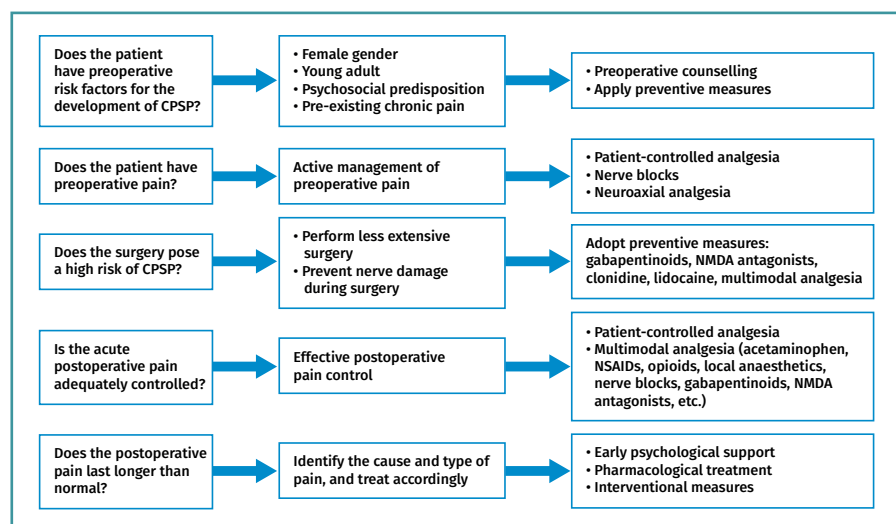 Does the patient
have preoperative
risk factors for the
development of CPSP?
• Female gender
• Young adult
• Psychosocial predisposition
• Pre-existing chronic pain
• Preoperative counselling
• Apply preventive measures
Does the patient have
preoperative pain?
Active management of
preoperative pain
• Patient-controlled analgesia
• Nerve blocks
• Neuroaxial analgesia
Does the surgery pose
a high risk of CPSP?
• Perform less extensive
surgery
• Prevent nerve damage
during surgery
Adopt preventive measures:
gabapentinoids, NMDA antagonists,
clonidine, lidocaine, multimodal analgesia
Is the acute
postoperative pain
adequately controlled?
Effective postoperative
pain control
• Patient-controlled analgesia
• Multimodal analgesia (acetaminophen,
NSAIDs, opioids, local anaesthetics,
nerve blocks, gabapentinoids, NMDA
antagonists, etc.)
Does the postoperative
pain last longer than
normal?
Identify the cause and type of
pain, and treat accordingly
• Early psychological support
• Pharmacological treatment
• Interventional measures